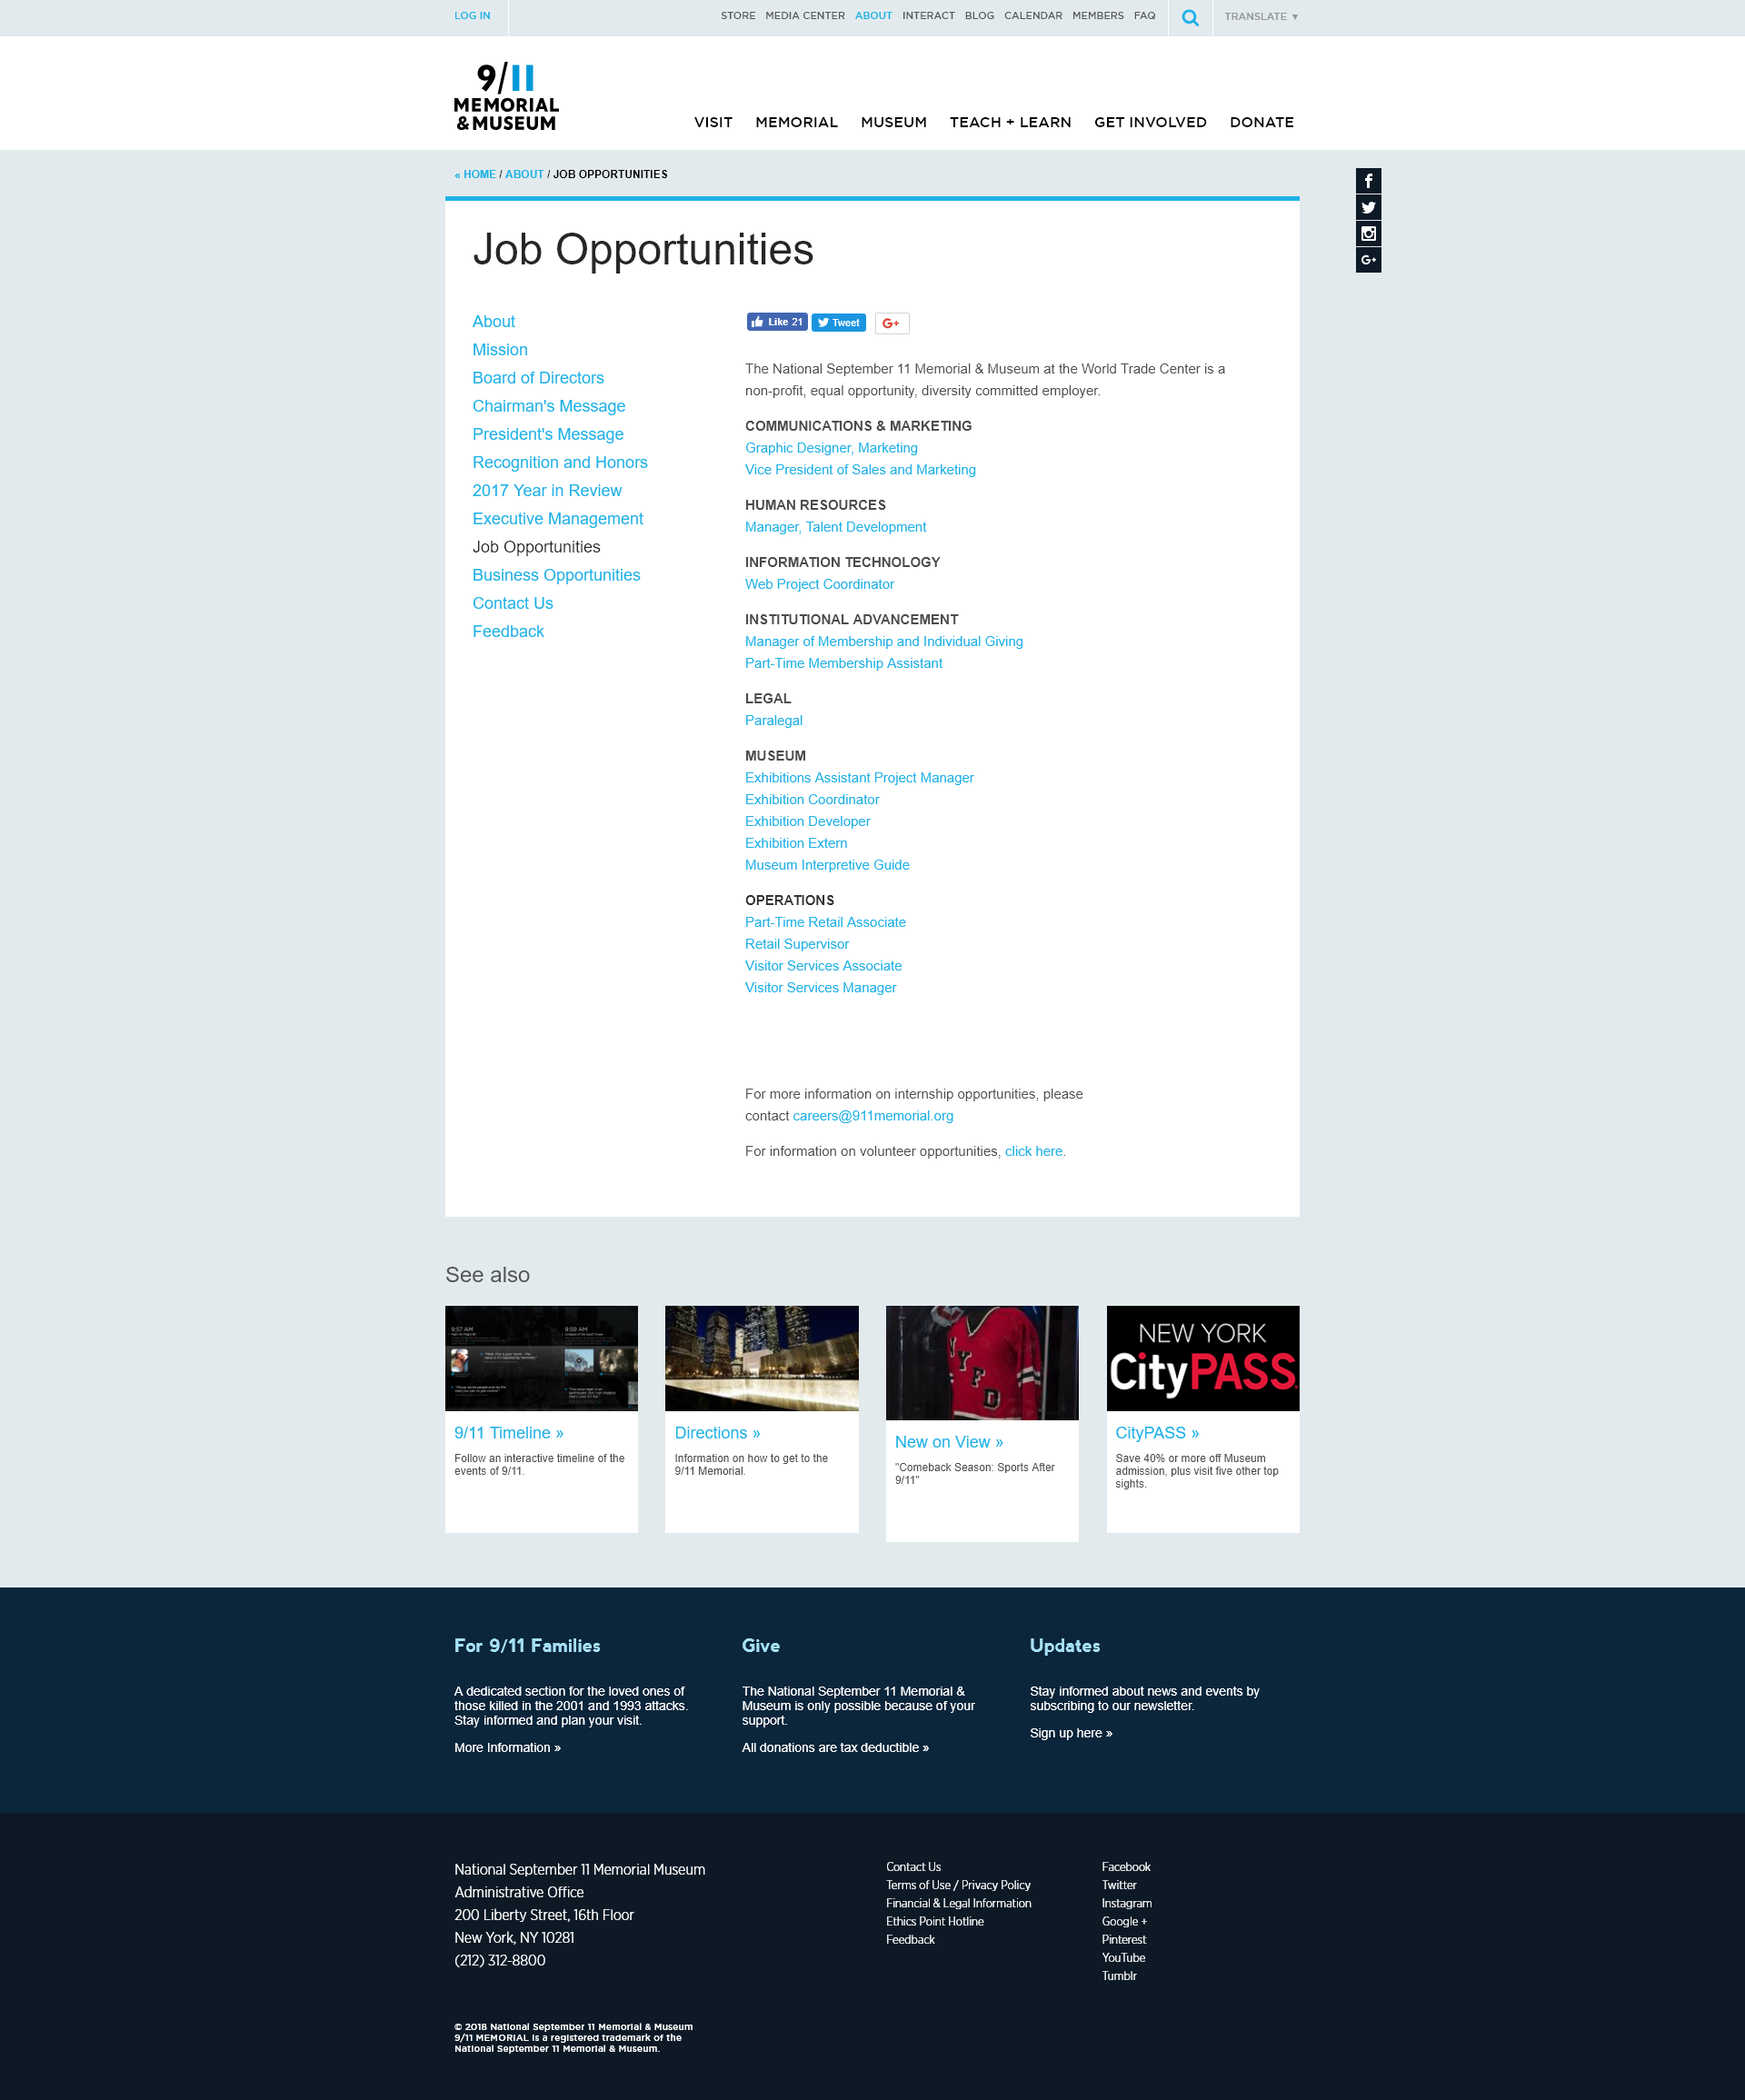 LOG IN
STORE MEDIA CENTER ABOUT INTERACT BLOG CALENDAR MEMBERS FAQ
TRANSLATE ▼
9/11
MEMORIAL
&MUSEUM
VISIT MEMORIAL MUSEUM TEACH + LEARN GET INVOLVED DONATE
« HOME / ABOUT / JOB OPPORTUNITIES
Job Opportunities
About
Mission
Board of Directors
Chairman's Message
President's Message
Recognition and Honors
2017 Year in Review
Executive Management
Job Opportunities
Business Opportunities
Contact Us
Feedback
Like 21
Tweet
G+
The National September 11 Memorial & Museum at the World Trade Center is a
non-profit, equal opportunity, diversity committed employer.
COMMUNICATIONS & MARKETING
Graphic Designer, Marketing
Vice President of Sales and Marketing
HUMAN RESOURCES
Manager, Talent Development
INFORMATION TECHNOLOGY
Web Project Coordinator
INSTITUTIONAL ADVANCEMENT
Manager of Membership and Individual Giving
Part-Time Membership Assistant
LEGAL
Paralegal
MUSEUM
Exhibitions Assistant Project Manager
Exhibition Coordinator
Exhibition Developer
Exhibition Extern
Museum Interpretive Guide
OPERATIONS
Part-Time Retail Associate
Retail Supervisor
Visitor Services Associate
Visitor Services Manager
For more information on internship opportunities, please
contact careers@911memorial.org
For information on volunteer opportunities, click here.
See also
9:57 AM
9:59 AM
9/11 Timeline »
Follow an interactive timeline of the
events of 9/11.
Directions »
Information on how to get to the
9/11 Memorial.
NYFD
New on View »
"Comeback Season: Sports After
9/11"
NEW YORK
CityPASS
CityPASS »
Save 40% or more off Museum
admission, plus visit five other top
sights.
For 9/11 Families
A dedicated section for the loved ones of
those killed in the 2001 and 1993 attacks.
Stay informed and plan your visit.
More Information »
Give
The National September 11 Memorial &
Museum is only possible because of your
support.
All donations are tax deductible »
Updates
Stay informed about news and events by
subscribing to our newsletter.
Sign up here »
National September 11 Memorial Museum
Administrative Office
200 Liberty Street, 16th Floor
New York, NY 10281
(212) 312-8800
Contact Us
Terms of Use / Privacy Policy
Financial & Legal Information
Ethics Point Hotline
Feedback
Facebook
Twitter
Instagram
Google +
Pinterest
YouTube
Tumblr
© 2018 National September 11 Memorial & Museum
9/11 MEMORIAL is a registered trademark of the
National September 11 Memorial & Museum.